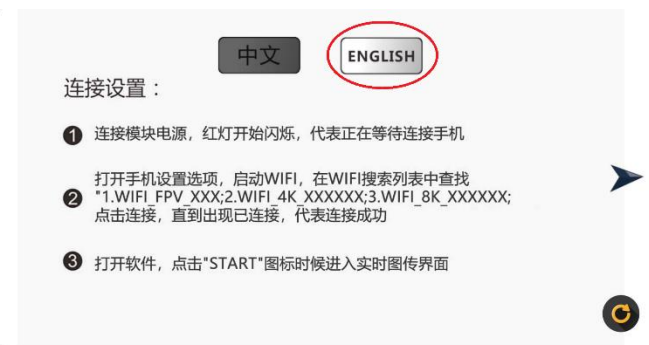 中文
ENGLISH
连接设置：
1 连接模块电源，红灯开始闪烁，代表正在等待连接手机
打开手机设置选项，启动WIFI，在WIFI搜索列表中查找
2 "1.WIFI_FPV_XXX;2.WIFI_4K_XXXXXX;3.WIFI_8K_XXXXXX;
点击连接，直到出现已连接，代表连接成功
3 打开软件，点击"START"图标时候进入实时图传界面